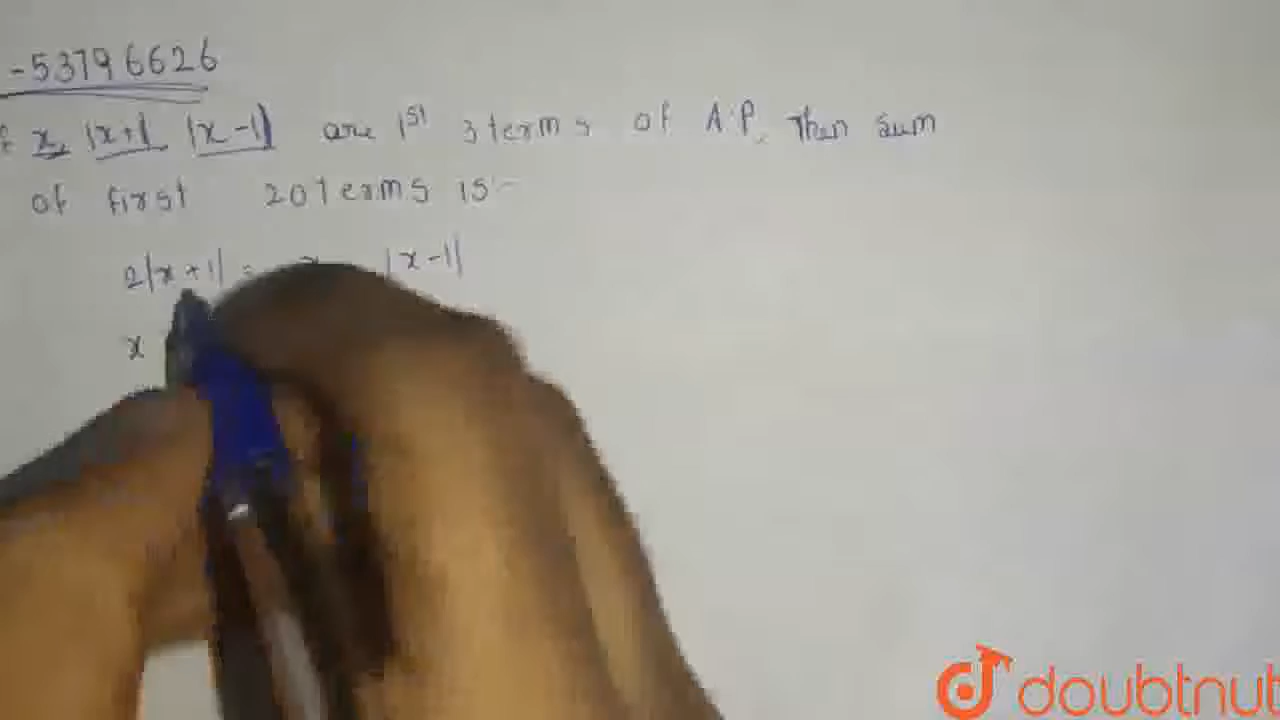 -53796626
f x, |x+1| |x-1| are 1st 3 terms of A.P. Then sum
of first 20 terms is:-
2|x+1| = x |x-1|
x
doubtnut